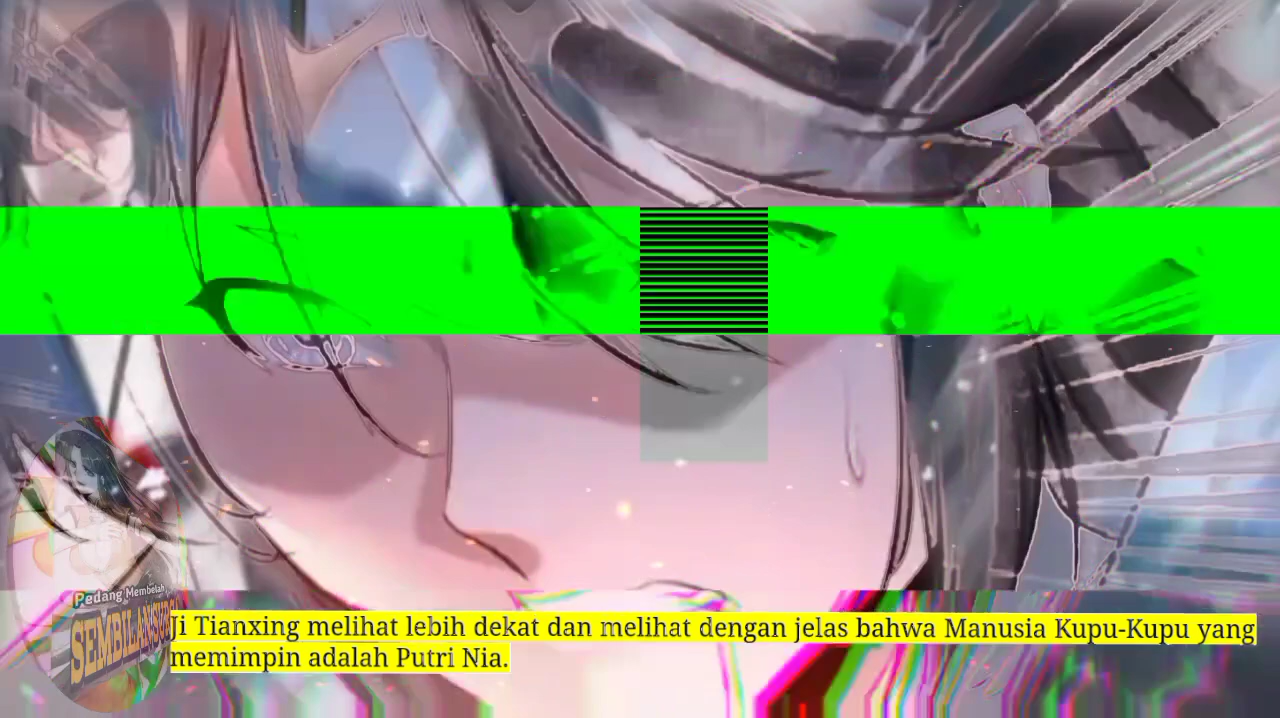 Pedang Membelah
Ji Tianxing melihat lebih dekat dan melihat dengan jelas bahwa Manusia Kupu-Kupu yang
memimpin adalah Putri Nia.